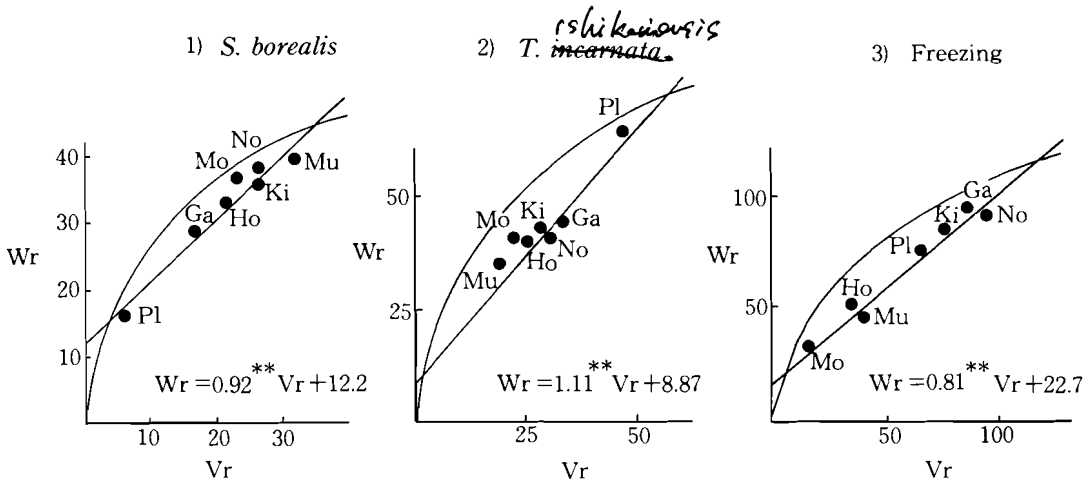 1) S. borealis
ishikariensis
2) T. incarnata
3) Freezing
Wr
40
30
20
10
10
20
30
Vr
No
Mo
Mu
Ki
Ga
Ho
Pl
Wr=0.92**Vr+12.2
Wr
50
25
25
50
Vr
Pl
Mo
Ki
Ga
No
Ho
Mu
Wr=1.11**Vr+8.87
Wr
100
50
50
100
Vr
Ga
Ki
No
Pl
Ho
Mu
Mo
Wr=0.81**Vr+22.7